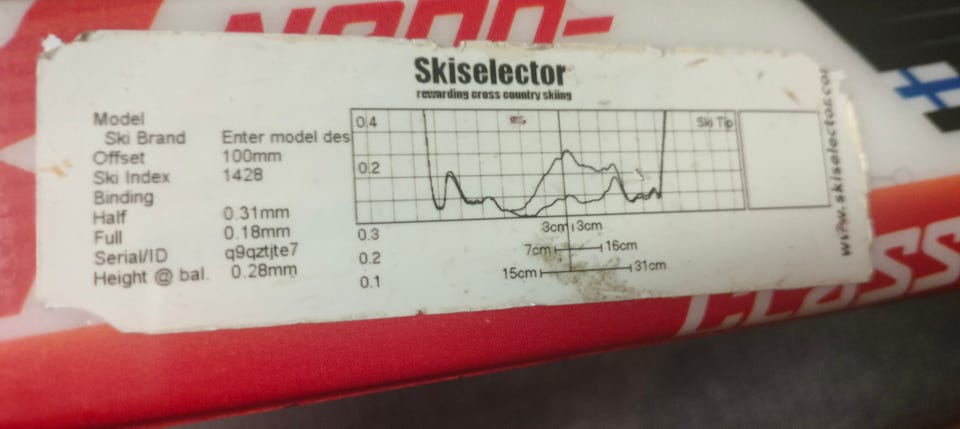 Skiselector
rewarding cross country skiing
Model
Ski Brand Enter model des
Offset 100mm
Ski Index 1428
Binding
Half 0.31mm
Full 0.18mm
Serial/ID q9qztjte7
Height @ bal. 0.28mm
0.4 Ski Tip
0.2
3cm 3cm
0.3
7cm 16cm
0.2
15cm 31cm
0.1
www.skiselector.co
CLASS